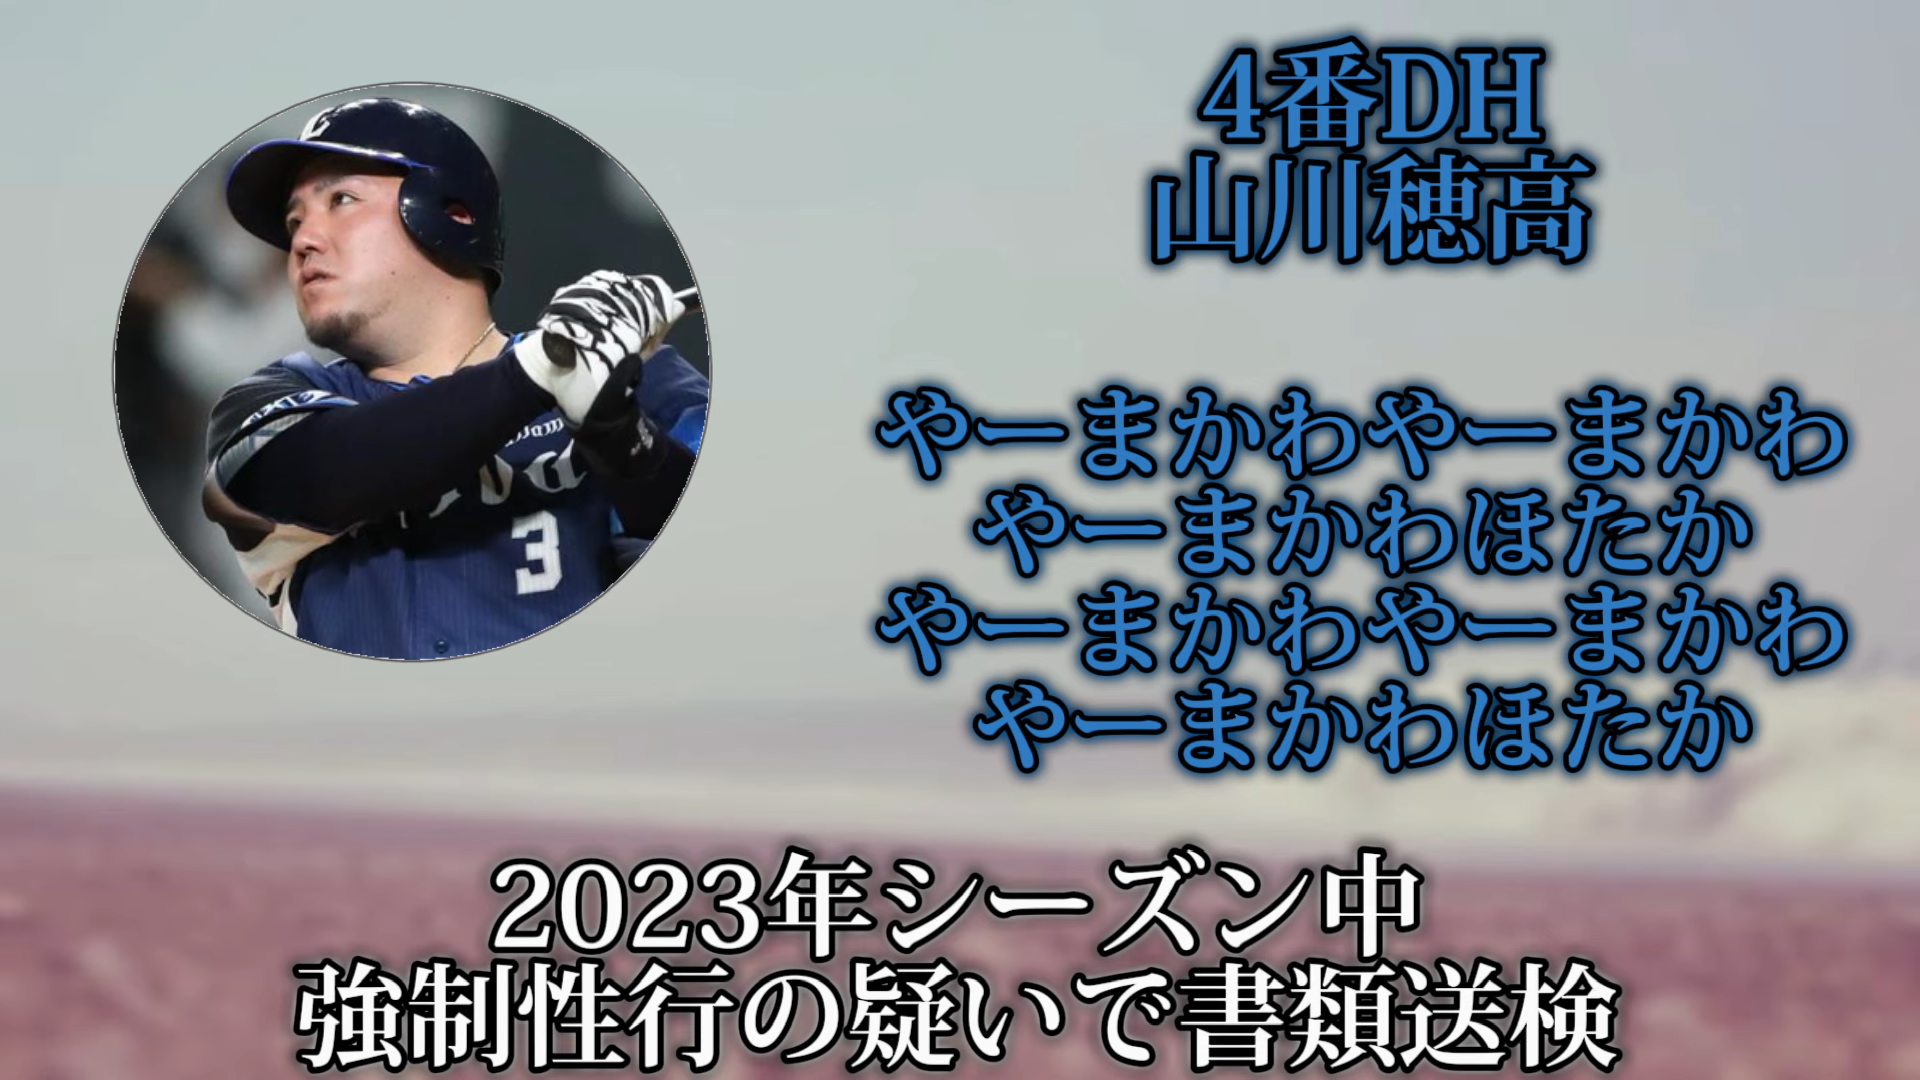 4番DH
山川穂高
やーまかわやーまかわ
やーまかわほたか
やーまかわやーまかわ
やーまかわほたか
2023年シーズン中
強制性行の疑いで書類送検
3